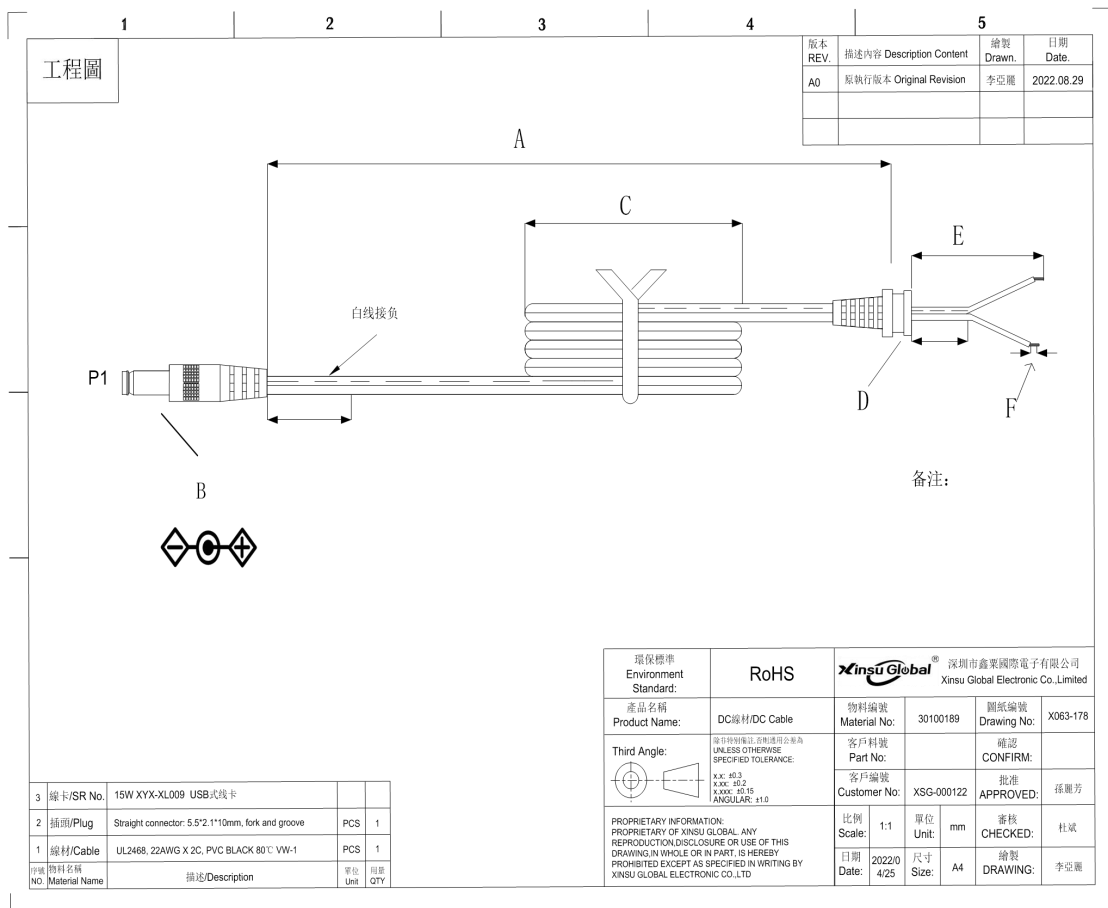 1 2 3 4 5
工程圖
版本 描述內容 Description Content 繪製 日期
REV. Drawn. Date.
A0 原執行版本 Original Revision 李亞麗 2022.08.29
A
C
E
白线接负
P1
D
F
B
备注:
環保標準
Environment
Standard:
RoHS
Xinsu Global®
深圳市鑫粟國際電子有限公司
Xinsu Global Electronic Co.,Limited
產品名稱
Product Name:
DC線材/DC Cable
物料編號
Material No:
30100189
圖紙編號
Drawing No:
X063-178
Third Angle:
除非特別備註,否則適用公差為
UNLESS OTHERWSE
SPECIFIED TOLERANCE:
x.x: ±0.3
x.xx: ±0.2
x.xxx: ±0.15
ANGULAR: ±1.0
客戶料號
Part No:
確認
CONFIRM:
客戶編號
Customer No:
XSG-000122
批准
APPROVED:
孫麗芳
PROPRIETARY INFORMATION:
PROPRIETARY OF XINSU GLOBAL. ANY
REPRODUCTION,DISCLOSURE OR USE OF THIS
DRAWING,IN WHOLE OR IN PART, IS HEREBY
PROHIBITED EXCEPT AS SPECIFIED IN WRITING BY
XINSU GLOBAL ELECTRONIC CO.,LTD
比例
Scale:
1:1
單位
Unit:
mm
審核
CHECKED:
杜斌
日期
Date:
2022/0
4/25
尺寸
Size:
A4
繪製
DRAWING:
李亞麗
3 線卡/SR No. 15W XYX-XL009 USB式线卡
2 插頭/Plug Straight connector: 5.5*2.1*10mm, fork and groove PCS 1
1 線材/Cable UL2468, 22AWG X 2C, PVC BLACK 80℃ VW-1 PCS 1
序號 物料名稱 描述/Description 單位 用量
NO. Material Name Unit QTY